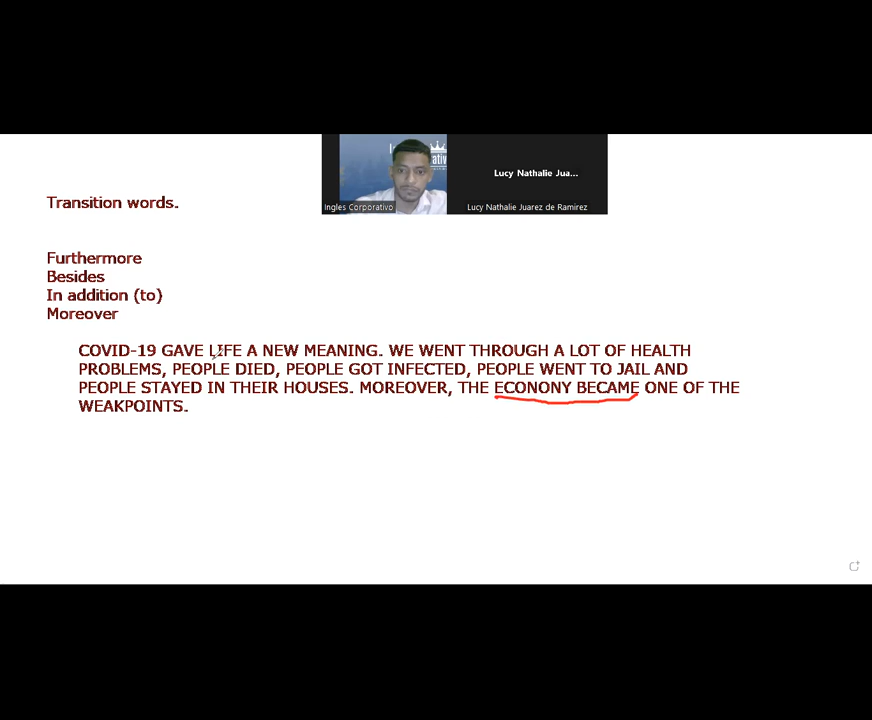 Lucy Nathalie Jua...
Ingles Corporativo
Lucy Nathalie Juarez de Ramirez
Transition words.
Furthermore
Besides
In addition (to)
Moreover
COVID-19 GAVE LIFE A NEW MEANING. WE WENT THROUGH A LOT OF HEALTH
PROBLEMS, PEOPLE DIED, PEOPLE GOT INFECTED, PEOPLE WENT TO JAIL AND
PEOPLE STAYED IN THEIR HOUSES. MOREOVER, THE ECONONY BECAME ONE OF THE
WEAKPOINTS.